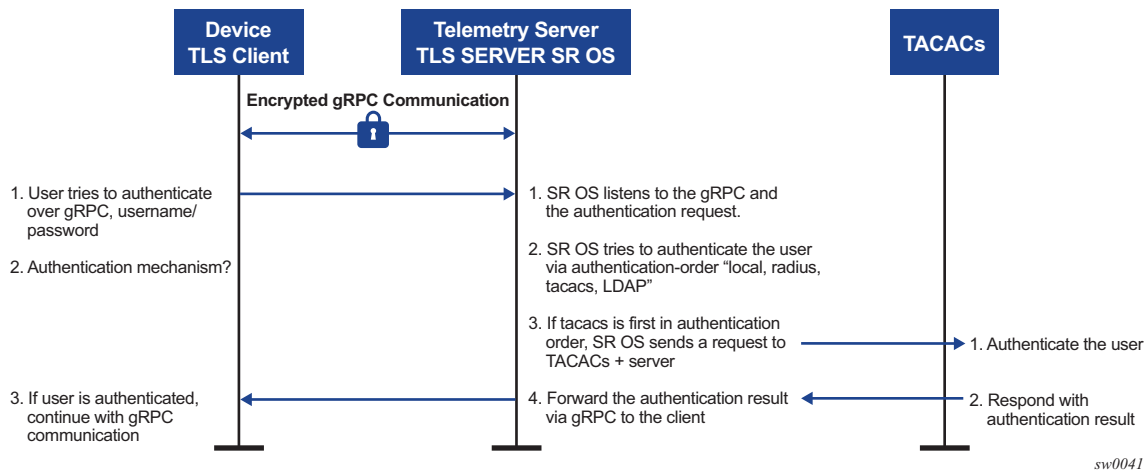 Device
TLS Client
Telemetry Server
TLS SERVER SR OS
TACACs
Encrypted gRPC Communication
1. User tries to authenticate
over gRPC, username/
password
2. Authentication mechanism?
3. If user is authenticated,
continue with gRPC
communication
1. SR OS listens to the gRPC and
the authentication request.
2. SR OS tries to authenticate the user
via authentication-order “local, radius,
tacacs, LDAP”
3. If tacacs is first in authentication
order, SR OS sends a request to
TACACs + server
4. Forward the authentication result
via gRPC to the client
1. Authenticate the user
2. Respond with
authentication result
sw0041